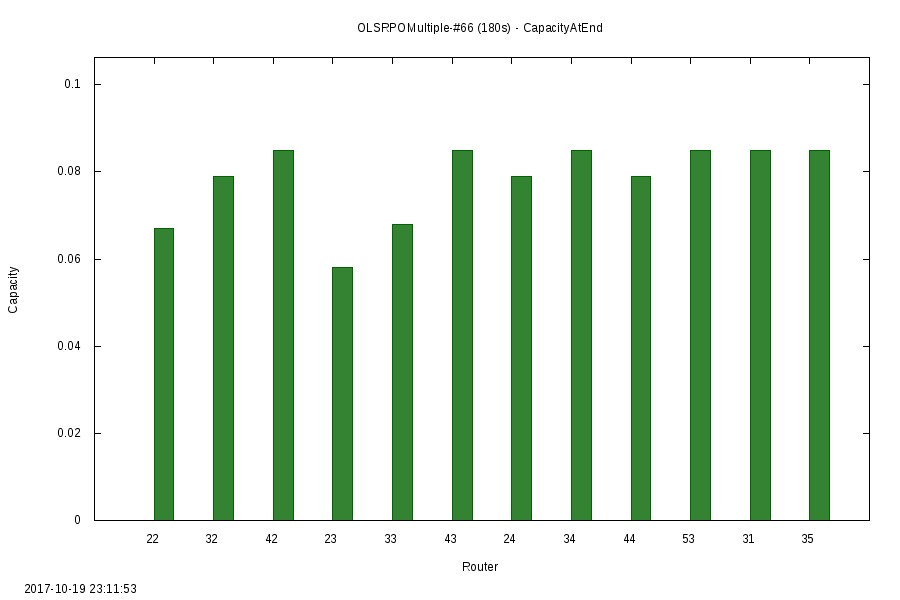 OLSRPOMultiple-#66 (180s) - CapacityAtEnd
0.1
0.08
0.06
0.04
0.02
0
Capacity
22 32 42 23 33 43 24 34 44 53 31 35
Router
2017-10-19 23:11:53